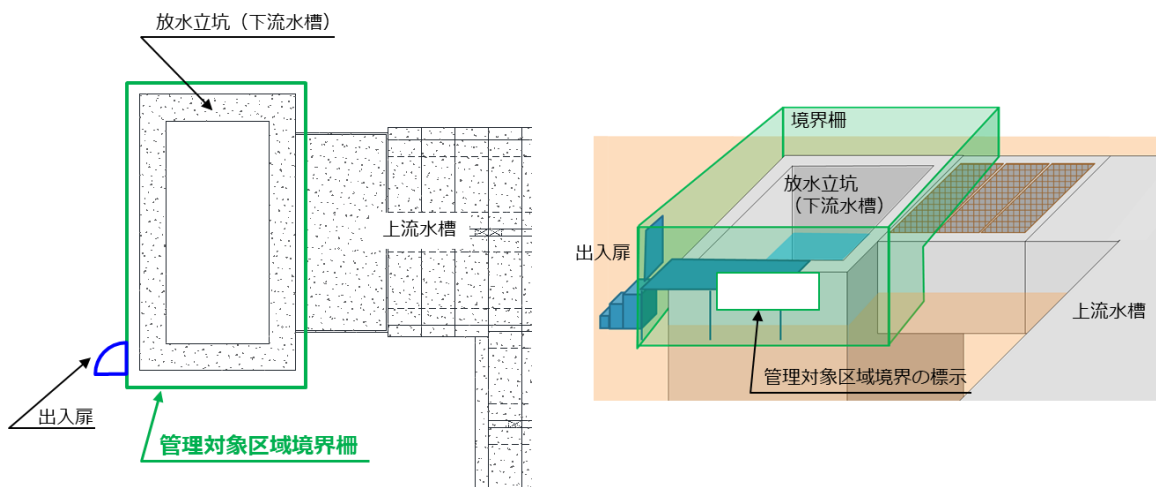 放水立坑（下流水槽）
上流水槽
出入扉
管理対象区域境界柵
境界柵
放水立坑
（下流水槽）
出入扉
上流水槽
管理対象区域境界の標示